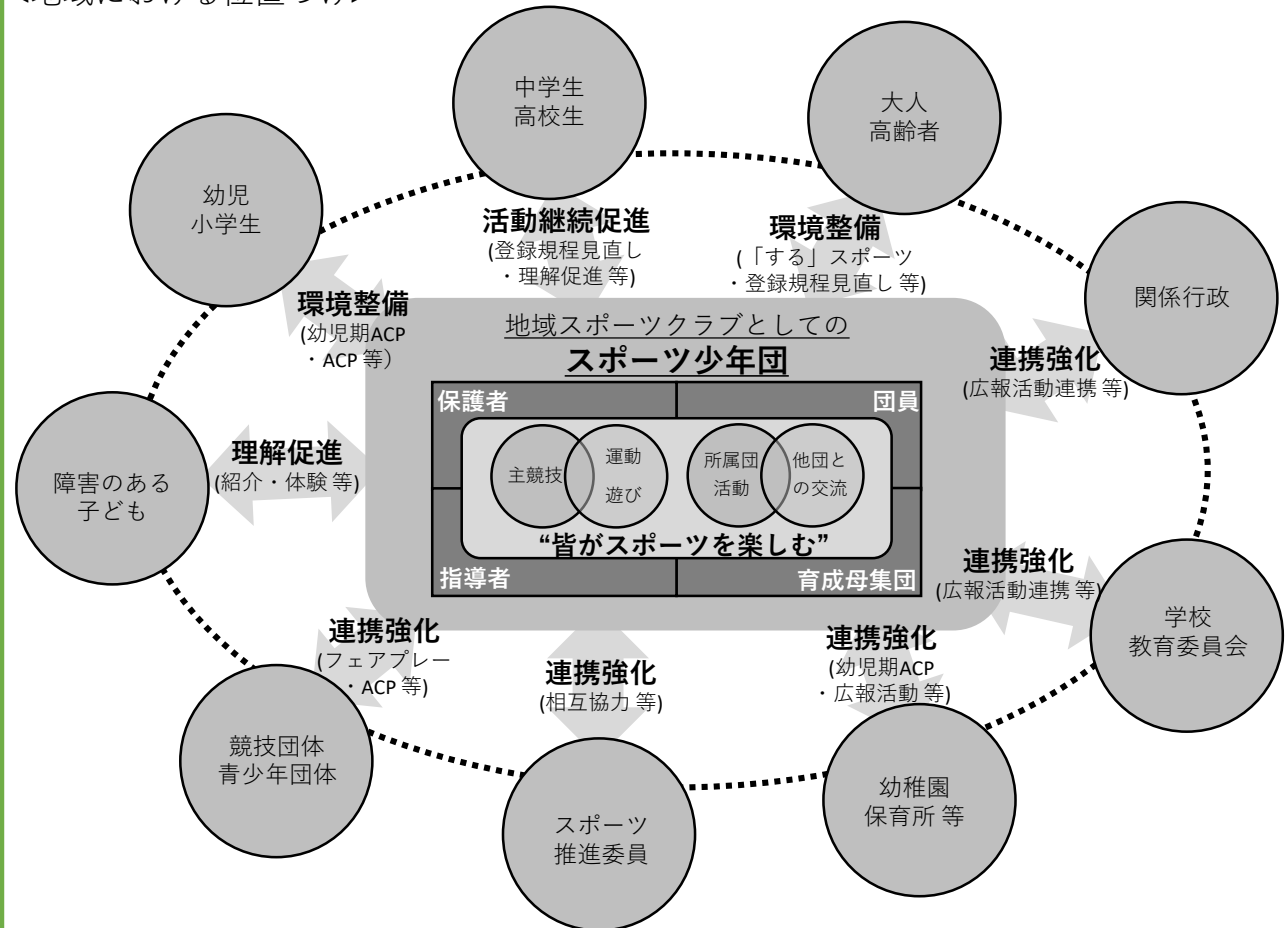 <地域における位置づけ>
中学生
高校生
大人
高齢者
幼児
小学生
関係行政
活動継続促進
(登録規程見直し
・理解促進 等)
環境整備
(「する」スポーツ
・登録規程見直し 等)
環境整備
(幼児期ACP
・ACP 等)
連携強化
(広報活動連携 等)
地域スポーツクラブとしての
スポーツ少年団
保護者
団員
主競技
運動
遊び
所属団
活動
他団と
の交流
“皆がスポーツを楽しむ”
指導者
育成母集団
理解促進
(紹介・体験 等)
障害のある
子ども
連携強化
(広報活動連携 等)
学校
教育委員会
連携強化
(フェアプレー
・ACP 等)
連携強化
(相互協力 等)
連携強化
(幼児期ACP
・広報活動 等)
競技団体
青少年団体
スポーツ
推進委員
幼稚園
保育所 等